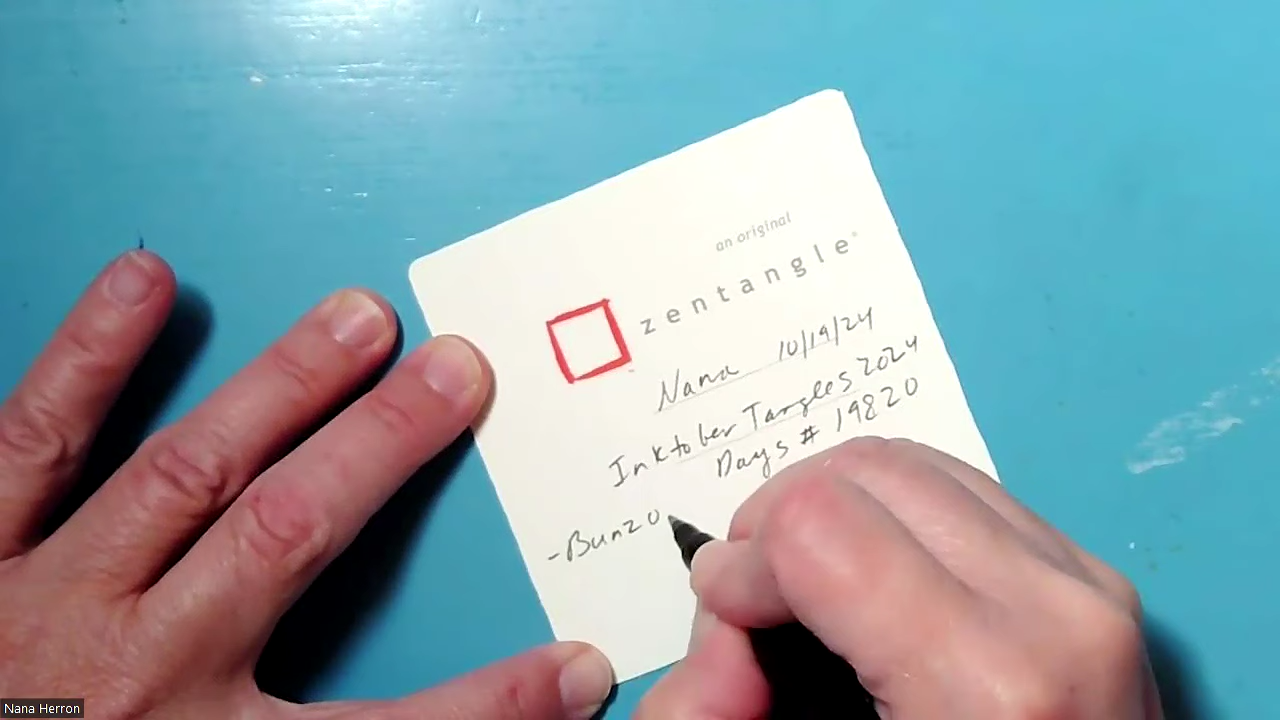 an original
zentangle®
Nana 10/19/24
Inktober Tangles 2024
Days # 19820
-Bunzo
Nana Herron